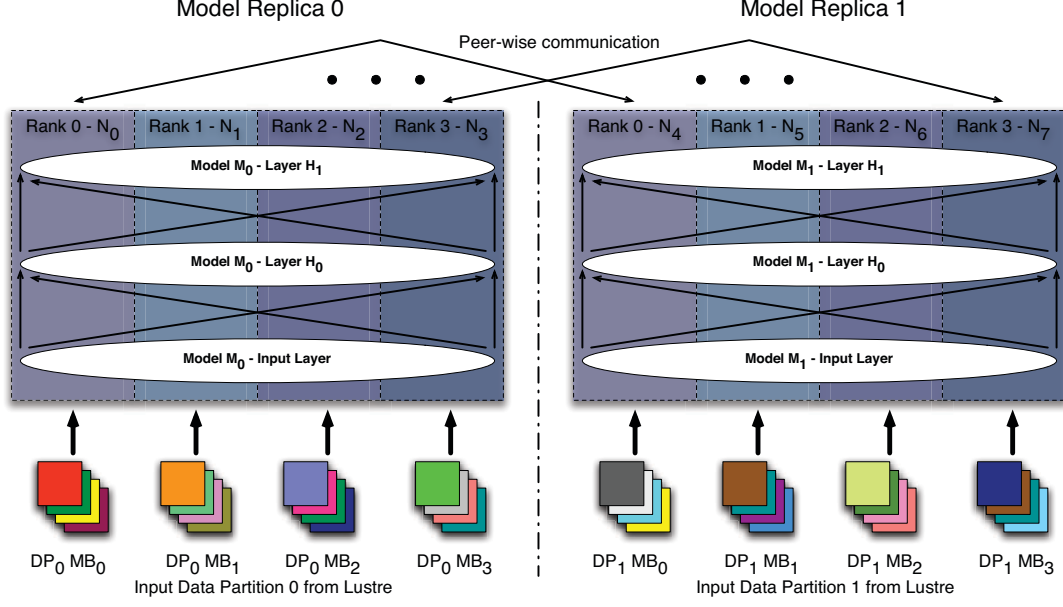 Model Replica 0
Model Replica 1
Peer-wise communication
Rank 0 - N0
Rank 1 - N1
Rank 2 - N2
Rank 3 - N3
Rank 0 - N4
Rank 1 - N5
Rank 2 - N6
Rank 3 - N7
Model M0 - Layer H1
Model M1 - Layer H1
Model M0 - Layer H0
Model M1 - Layer H0
Model M0 - Input Layer
Model M1 - Input Layer
DP0 MB0
DP0 MB1
DP0 MB2
DP0 MB3
DP1 MB0
DP1 MB1
DP1 MB2
DP1 MB3
Input Data Partition 0 from Lustre
Input Data Partition 1 from Lustre